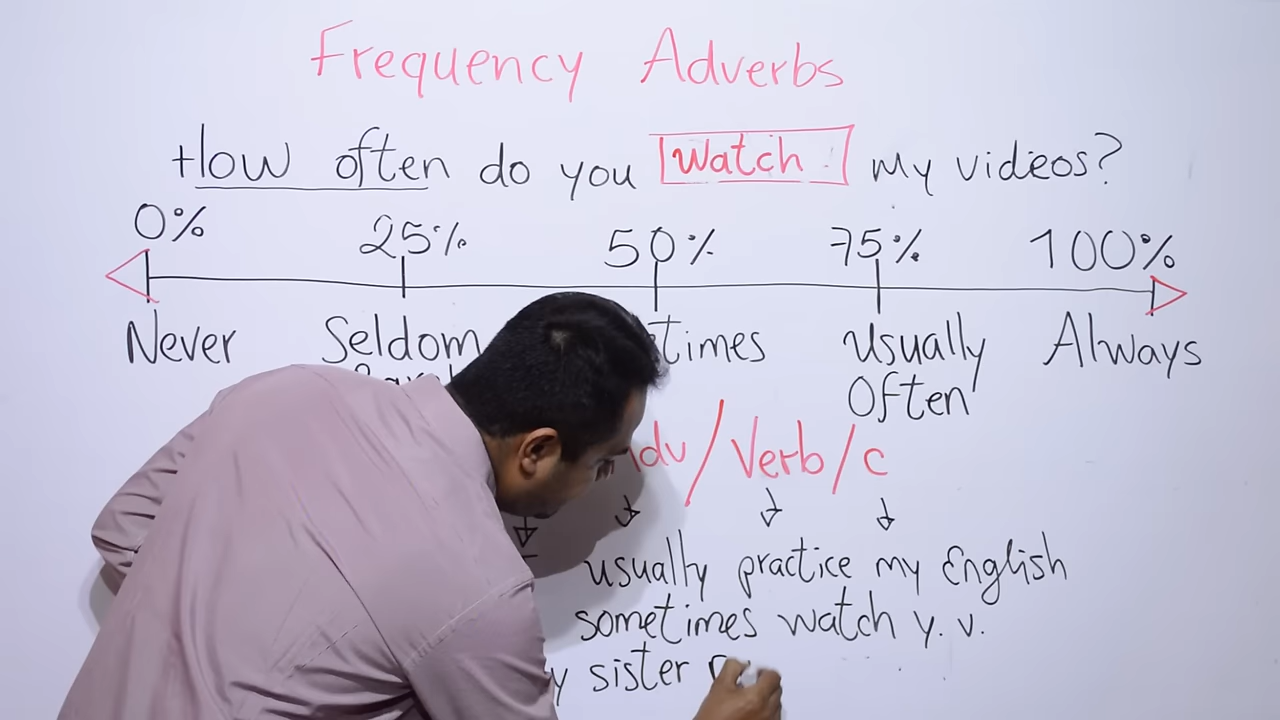 Frequency Adverbs
How often do you watch my videos?
0% 25% 50% 75% 100%
Never Seldom times Usually Always
Often
Adv / Verb / c
usually practice my English
sometimes watch y. v.
y sister